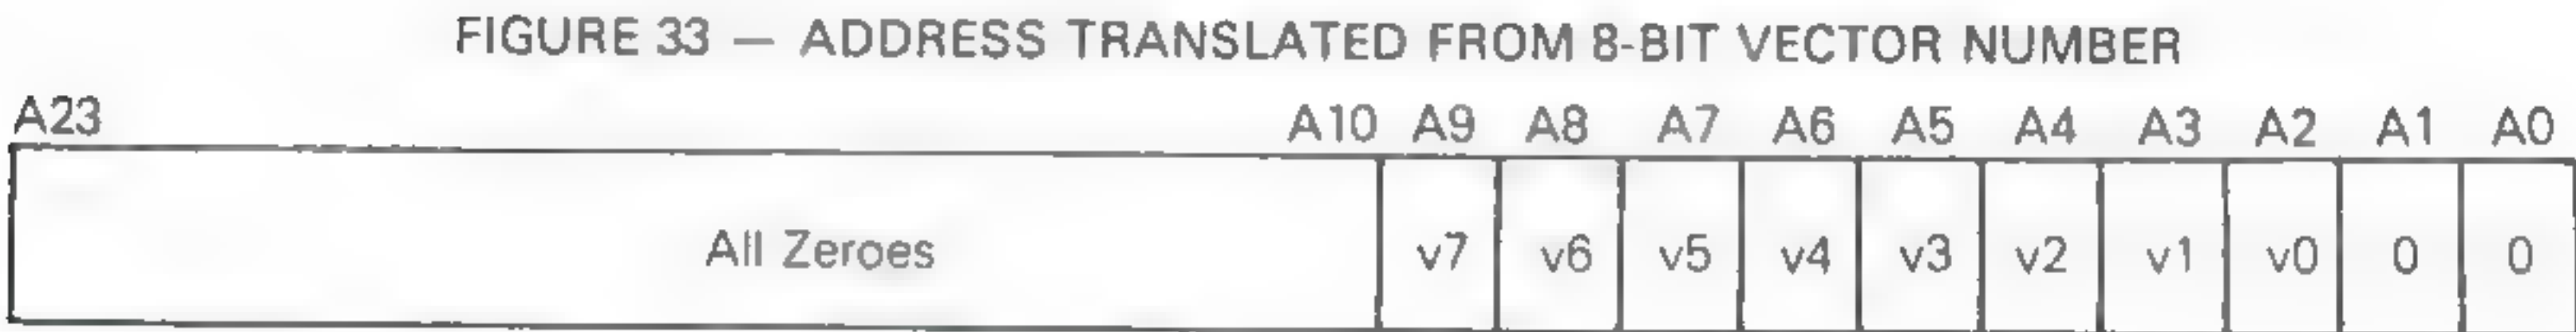 FIGURE 33 — ADDRESS TRANSLATED FROM 8-BIT VECTOR NUMBER
A23 A10 A9 A8 A7 A6 A5 A4 A3 A2 A1 A0
All Zeroes v7 v6 v5 v4 v3 v2 v1 v0 0 0